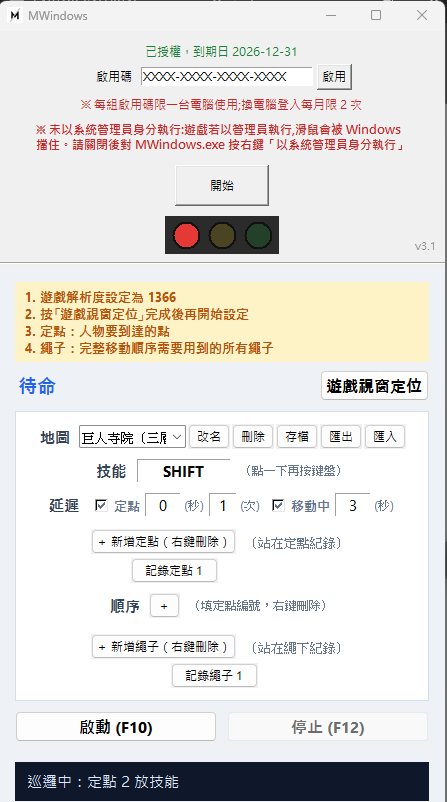 MWindows
已授權，到期日 2026-12-31
啟用碼 XXXX-XXXX-XXXX-XXXX 啟用
※ 每組啟用碼限一台電腦使用;換電腦登入每月限 2 次
※ 未以系統管理員身分執行:遊戲若以管理員執行,滑鼠會被 Windows
擋住。請關閉後對 MWindows.exe 按右鍵「以系統管理員身分執行」
開始
v3.1
1. 遊戲解析度設定為 1366
2. 按｢遊戲視窗定位｣完成後再開始設定
3. 定點：人物要到達的點
4. 繩子：完整移動順序需要用到的所有繩子
待命 遊戲視窗定位
地圖 巨人寺院〔三層 改名 刪除 存檔 匯出 匯入
技能 SHIFT （點一下再按鍵盤）
延遲 定點 0 (秒) 1 (次) 移動中 3 (秒)
+ 新增定點（右鍵刪除） 〔站在定點紀錄〕
記錄定點 1
順序 + （填定點編號，右鍵刪除）
+ 新增繩子（右鍵刪除） 〔站在繩下紀錄〕
記錄繩子 1
啟動 (F10) 停止 (F12)
巡邏中：定點 2 放技能